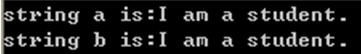 string a is:I am a student.
string b is:I am a student.